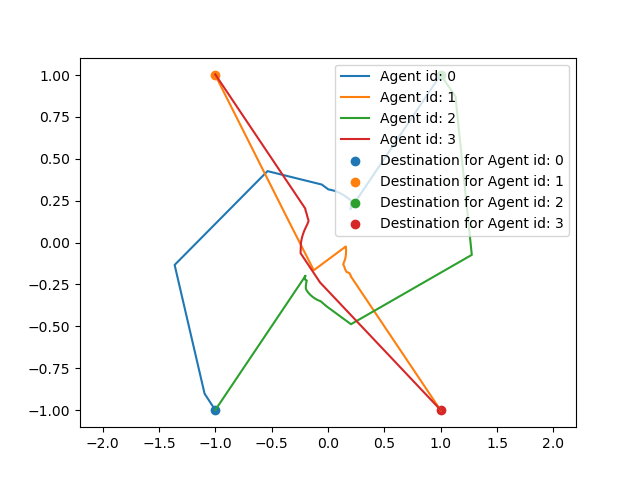 1.00
0.75
0.50
0.25
0.00
−0.25
−0.50
−0.75
−1.00
−2.0 −1.5 −1.0 −0.5 0.0 0.5 1.0 1.5 2.0
Agent id: 0
Agent id: 1
Agent id: 2
Agent id: 3
Destination for Agent id: 0
Destination for Agent id: 1
Destination for Agent id: 2
Destination for Agent id: 3